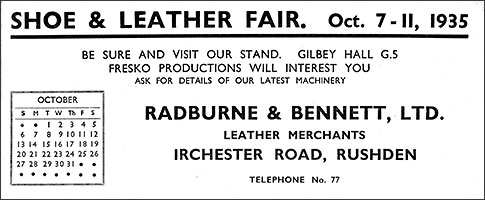 SHOE & LEATHER FAIR. Oct. 7-11, 1935
BE SURE AND VISIT OUR STAND. GILBEY HALL G.5
FRESKO PRODUCTIONS WILL INTEREST YOU
ASK FOR DETAILS OF OUR LATEST MACHINERY
OCTOBER
S M Tu W Th F S
• • 1 2 3 4 5
6 7 8 9 10 11 12
13 14 15 16 17 18 19
20 21 22 23 24 25 26
27 28 29 30 31 • •
RADBURNE & BENNETT, LTD.
LEATHER MERCHANTS
IRCHESTER ROAD, RUSHDEN
TELEPHONE No. 77